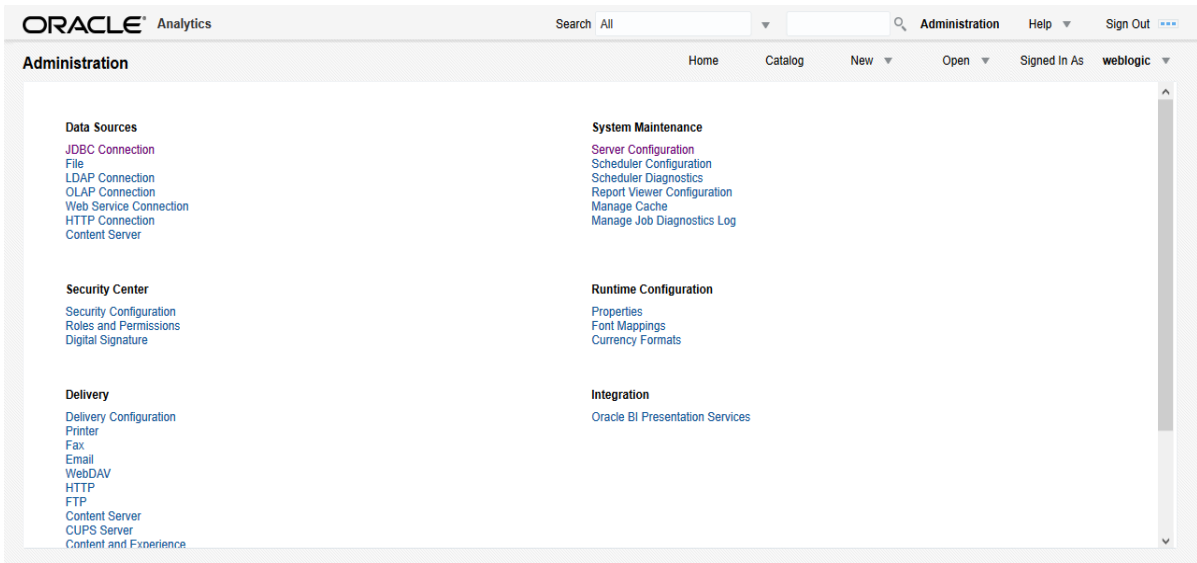 ORACLE Analytics Search All Administration Help Sign Out
Administration Home Catalog New Open Signed In As weblogic
Data Sources
JDBC Connection
File
LDAP Connection
OLAP Connection
Web Service Connection
HTTP Connection
Content Server
System Maintenance
Server Configuration
Scheduler Configuration
Scheduler Diagnostics
Report Viewer Configuration
Manage Cache
Manage Job Diagnostics Log
Security Center
Security Configuration
Roles and Permissions
Digital Signature
Runtime Configuration
Properties
Font Mappings
Currency Formats
Delivery
Delivery Configuration
Printer
Fax
Email
WebDAV
HTTP
FTP
Content Server
CUPS Server
Content and Experience
Integration
Oracle BI Presentation Services